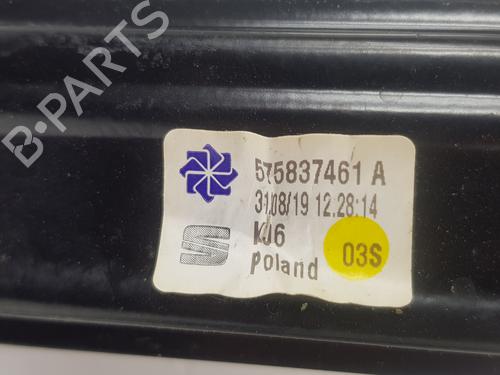 B-PARTS
575837461 A
31/08/19 12.28:14
KJ6
Poland
03S